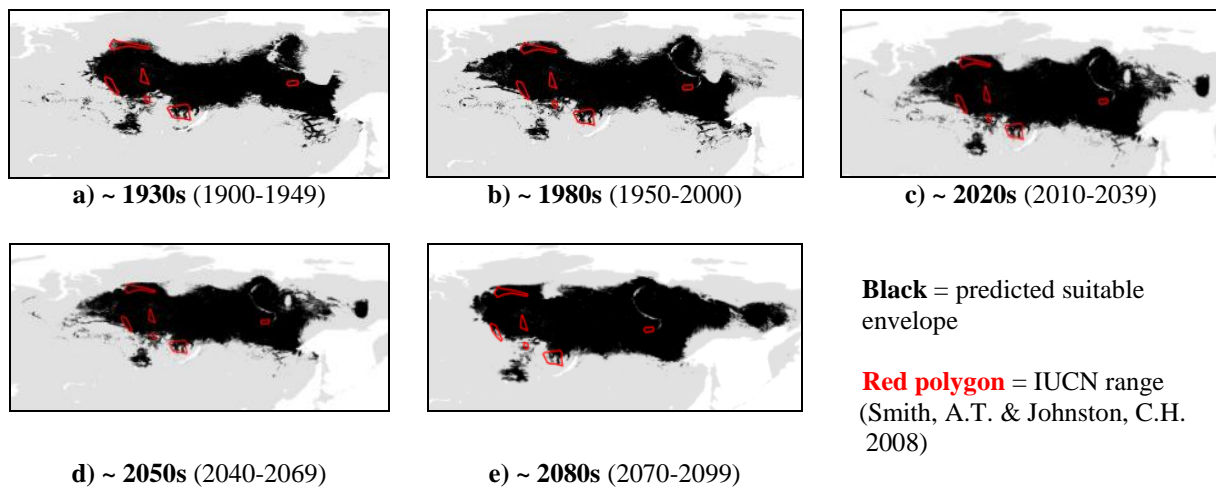 a) ~ 1930s (1900-1949)
b) ~ 1980s (1950-2000)
c) ~ 2020s (2010-2039)
d) ~ 2050s (2040-2069)
e) ~ 2080s (2070-2099)
Black = predicted suitable
envelope
Red polygon = IUCN range
(Smith, A.T. & Johnston, C.H.
2008)